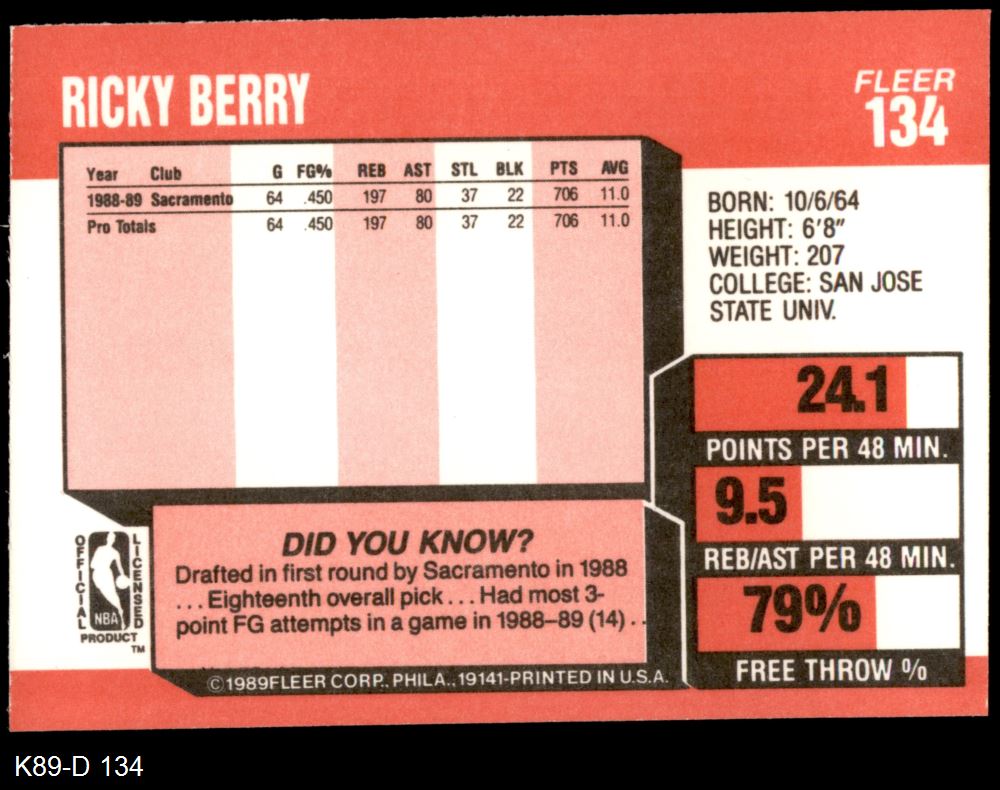 RICKY BERRY
FLEER
134
Year Club G FG% REB AST STL BLK PTS AVG
1988-89 Sacramento 64 .450 197 80 37 22 706 11.0
Pro Totals 64 .450 197 80 37 22 706 11.0
BORN: 10/6/64
HEIGHT: 6'8"
WEIGHT: 207
COLLEGE: SAN JOSE
STATE UNIV.
24.1
POINTS PER 48 MIN.
9.5
REB/AST PER 48 MIN.
79%
FREE THROW %
OFFICIAL
LICENSED
NBA
PRODUCT
TM
DID YOU KNOW?
Drafted in first round by Sacramento in 1988
... Eighteenth overall pick ... Had most 3-
point FG attempts in a game in 1988–89 (14) ..
©1989FLEER CORP., PHILA., 19141-PRINTED IN U.S.A.
K89-D 134